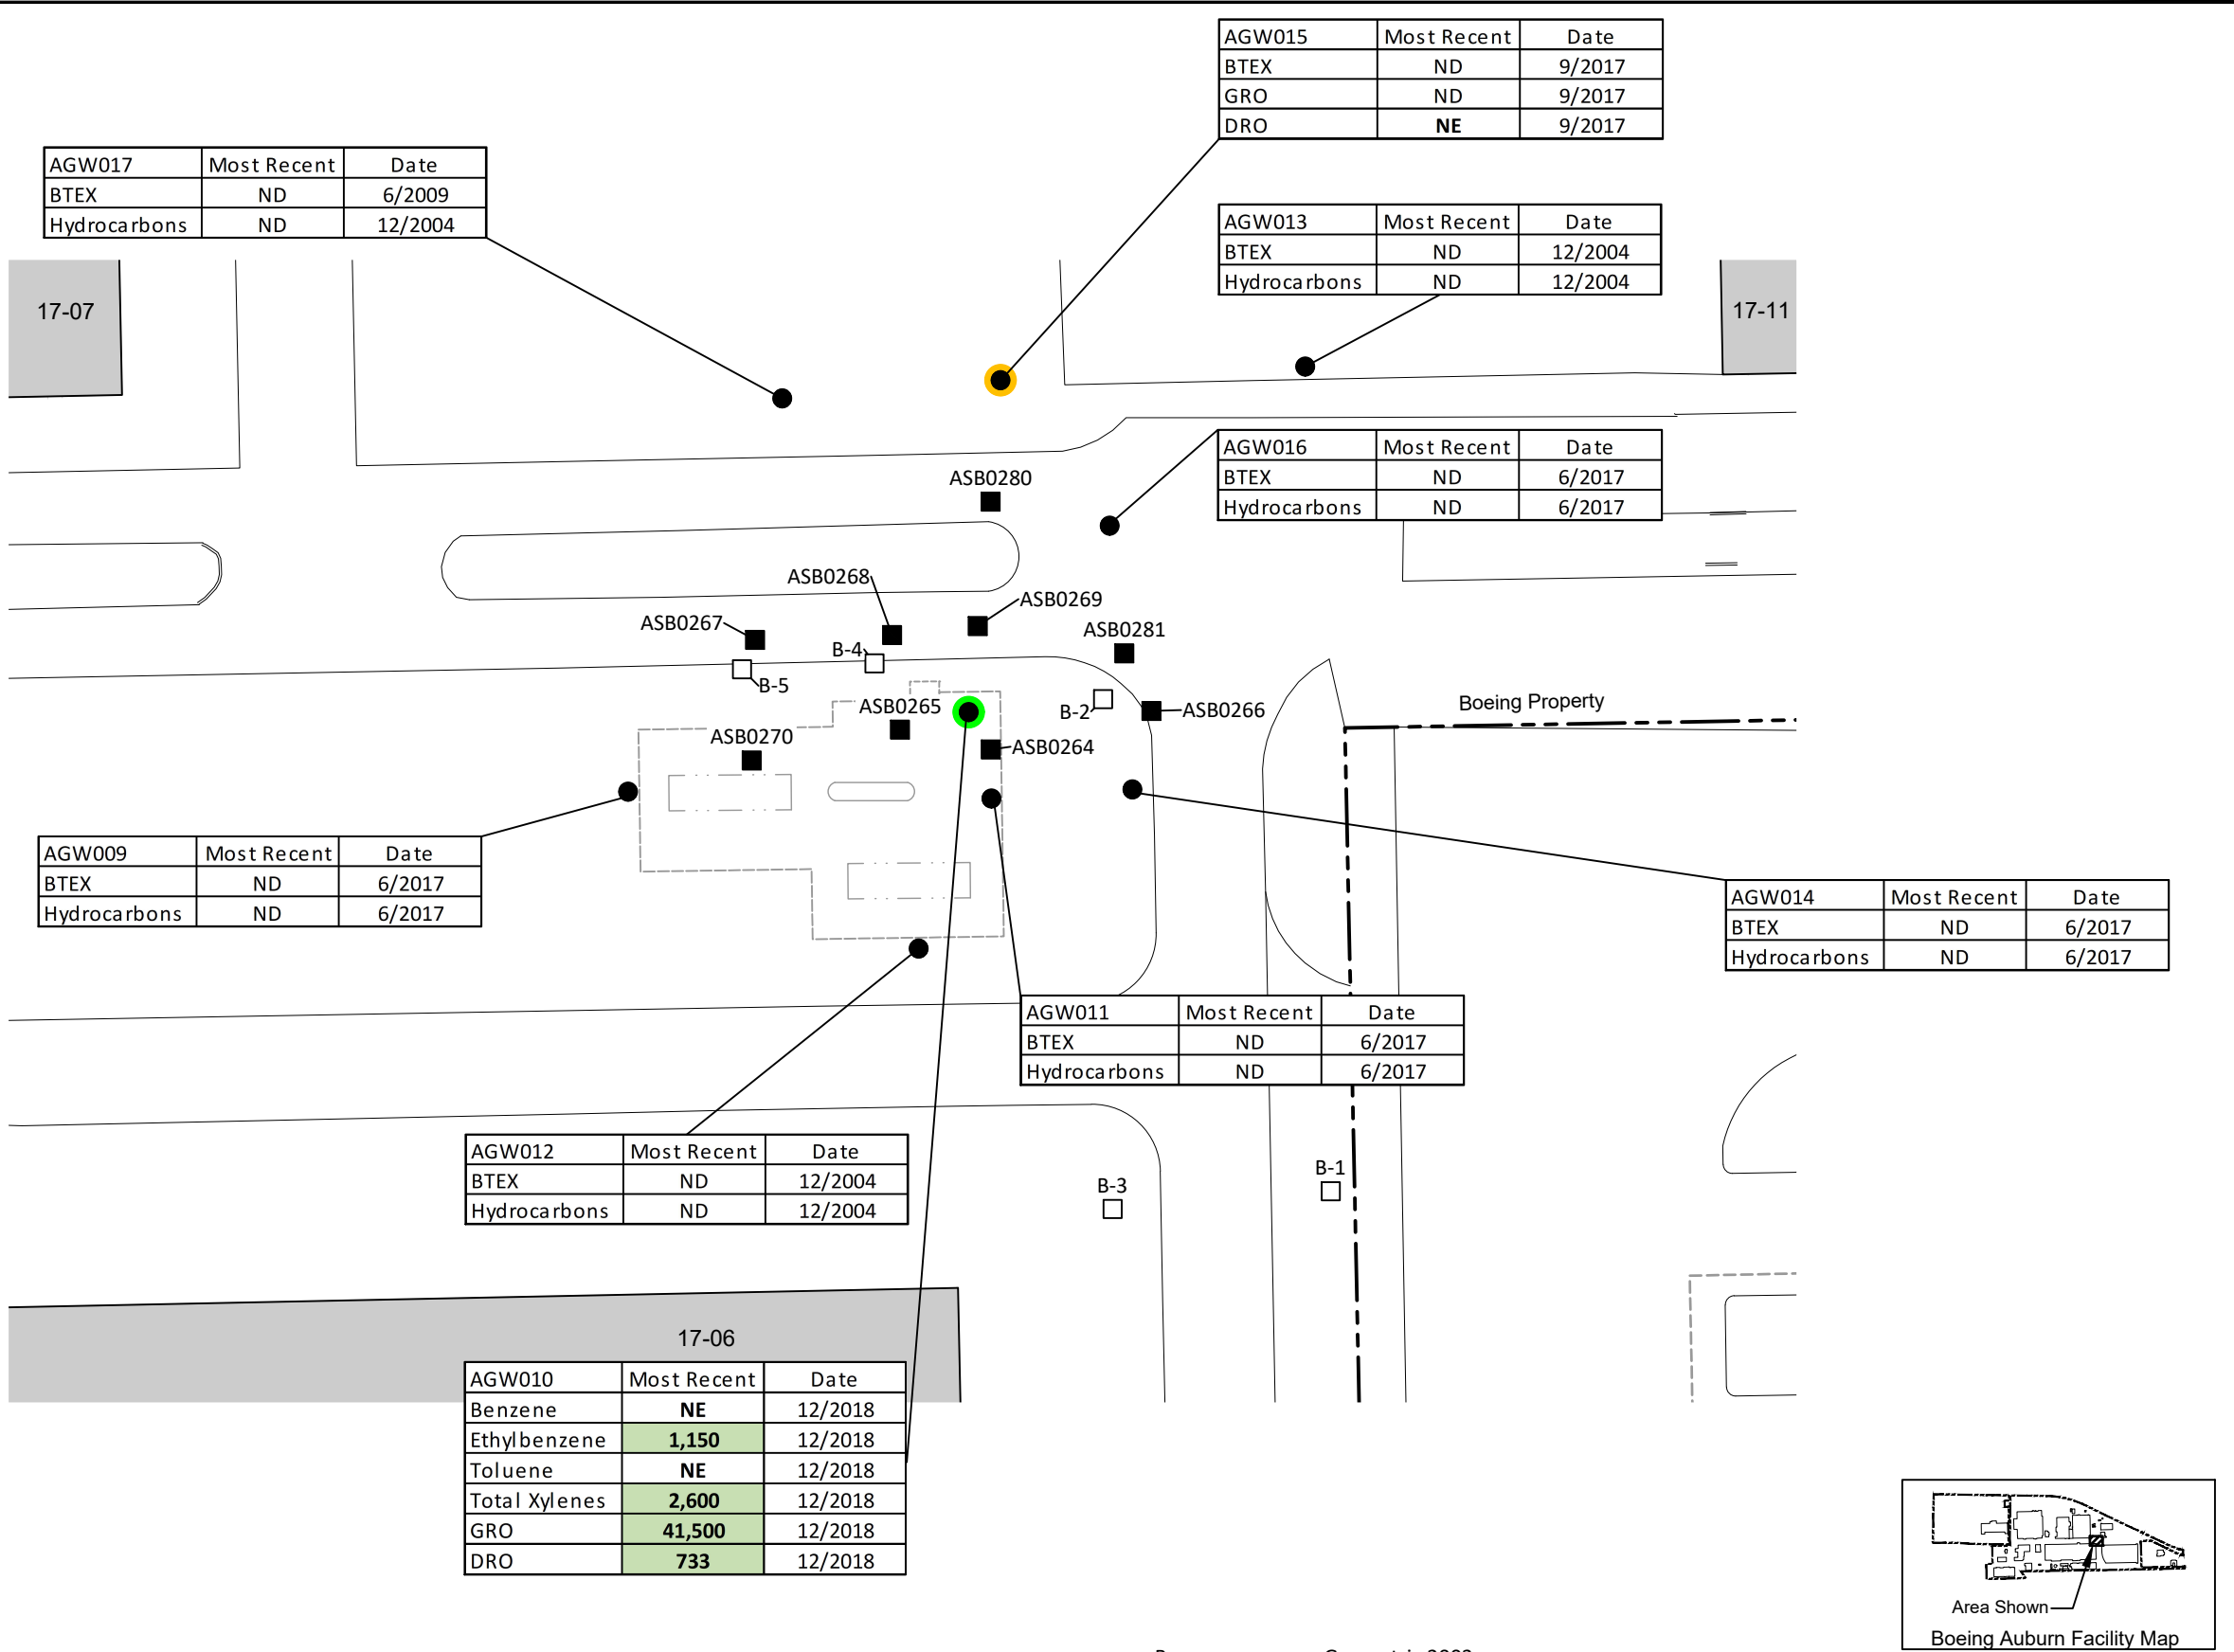 AGW015 Most Recent Date
BTEX ND 9/2017
GRO ND 9/2017
DRO NE 9/2017
AGW017 Most Recent Date
BTEX ND 6/2009
Hydrocarbons ND 12/2004
AGW013 Most Recent Date
BTEX ND 12/2004
Hydrocarbons ND 12/2004
17-07
17-11
AGW016 Most Recent Date
BTEX ND 6/2017
Hydrocarbons ND 6/2017
ASB0280
ASB0268
ASB0269
ASB0267
ASB0281
B-4
B-5
ASB0265
B-2
ASB0266
Boeing Property
ASB0270
ASB0264
AGW009 Most Recent Date
BTEX ND 6/2017
Hydrocarbons ND 6/2017
AGW014 Most Recent Date
BTEX ND 6/2017
Hydrocarbons ND 6/2017
AGW011 Most Recent Date
BTEX ND 6/2017
Hydrocarbons ND 6/2017
AGW012 Most Recent Date
BTEX ND 12/2004
Hydrocarbons ND 12/2004
B-1
B-3
17-06
AGW010 Most Recent Date
Benzene NE 12/2018
Ethylbenzene 1,150 12/2018
Toluene NE 12/2018
Total Xylenes 2,600 12/2018
GRO 41,500 12/2018
DRO 733 12/2018
Area Shown
Boeing Auburn Facility Map